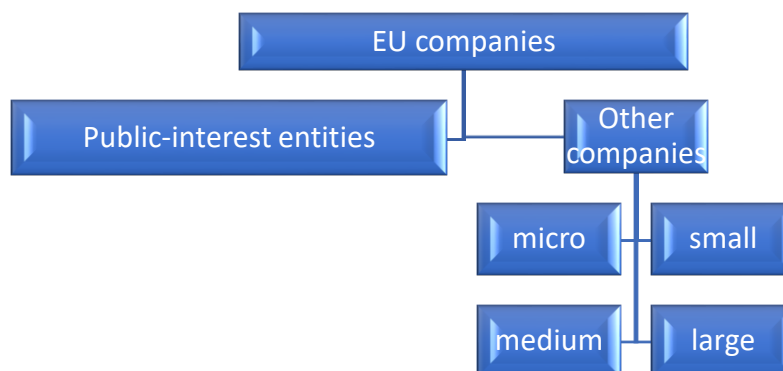 EU companies
Public-interest entities
Other
companies
micro
small
medium
large